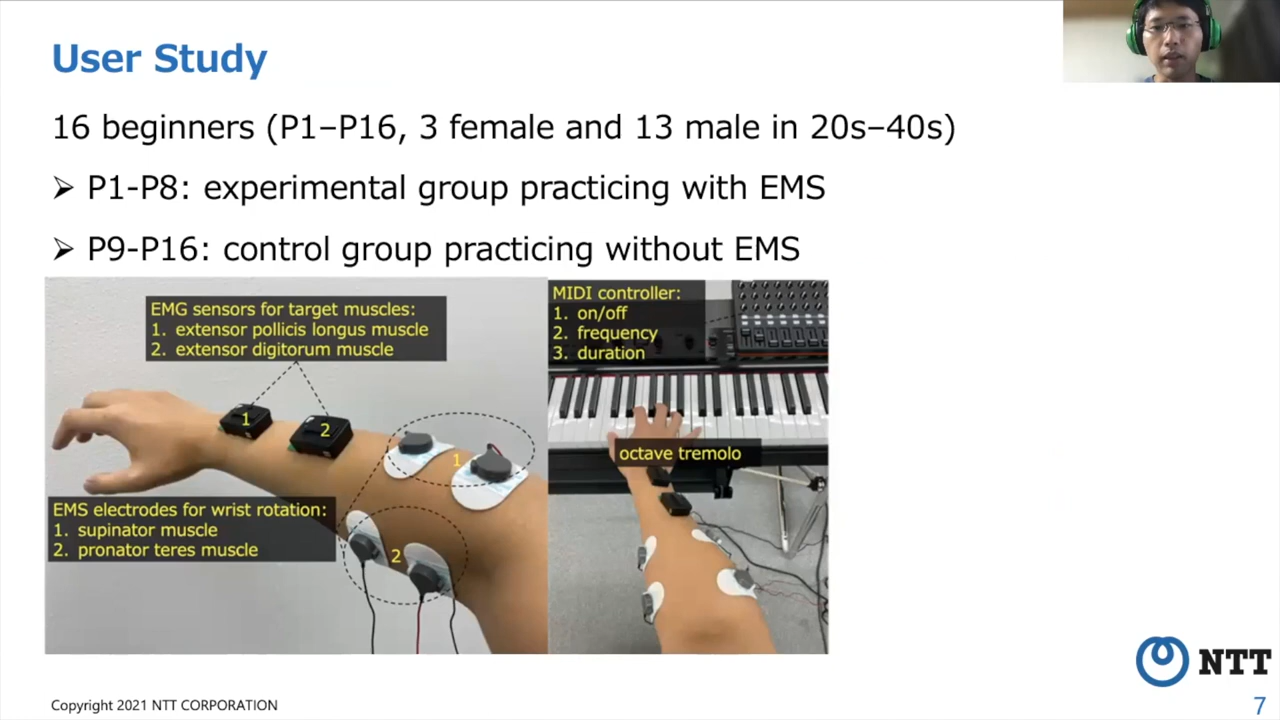 User Study
16 beginners (P1–P16, 3 female and 13 male in 20s–40s)
➢ P1-P8: experimental group practicing with EMS
➢ P9-P16: control group practicing without EMS
EMG sensors for target muscles:
1. extensor pollicis longus muscle
2. extensor digitorum muscle
1
2
1
2
EMS electrodes for wrist rotation:
1. supinator muscle
2. pronator teres muscle
MIDI controller:
1. on/off
2. frequency
3. duration
octave tremolo
NTT
Copyright 2021 NTT CORPORATION
7